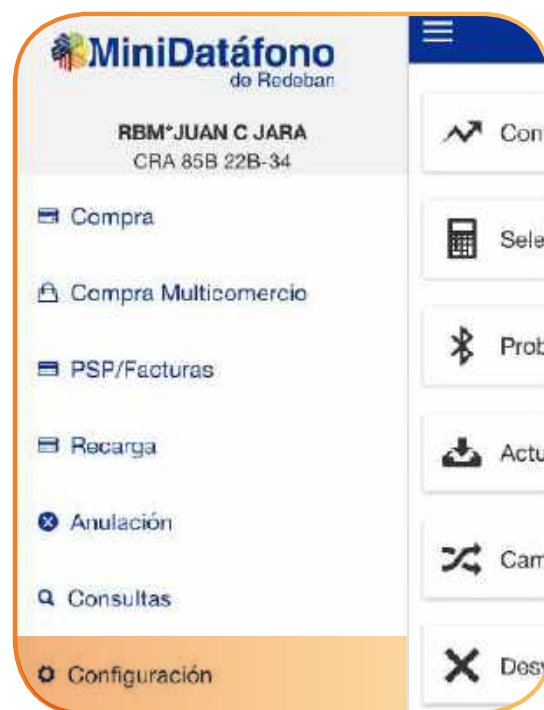 MiniDatáfono
de Redeban
RBM*JUAN C JARA
CRA 85B 22B-34
Compra
Compra Multicomercio
PSP/Facturas
Recarga
Anulación
Consultas
Configuración
Con
Sele
Prob
Actu
Cam
Desv